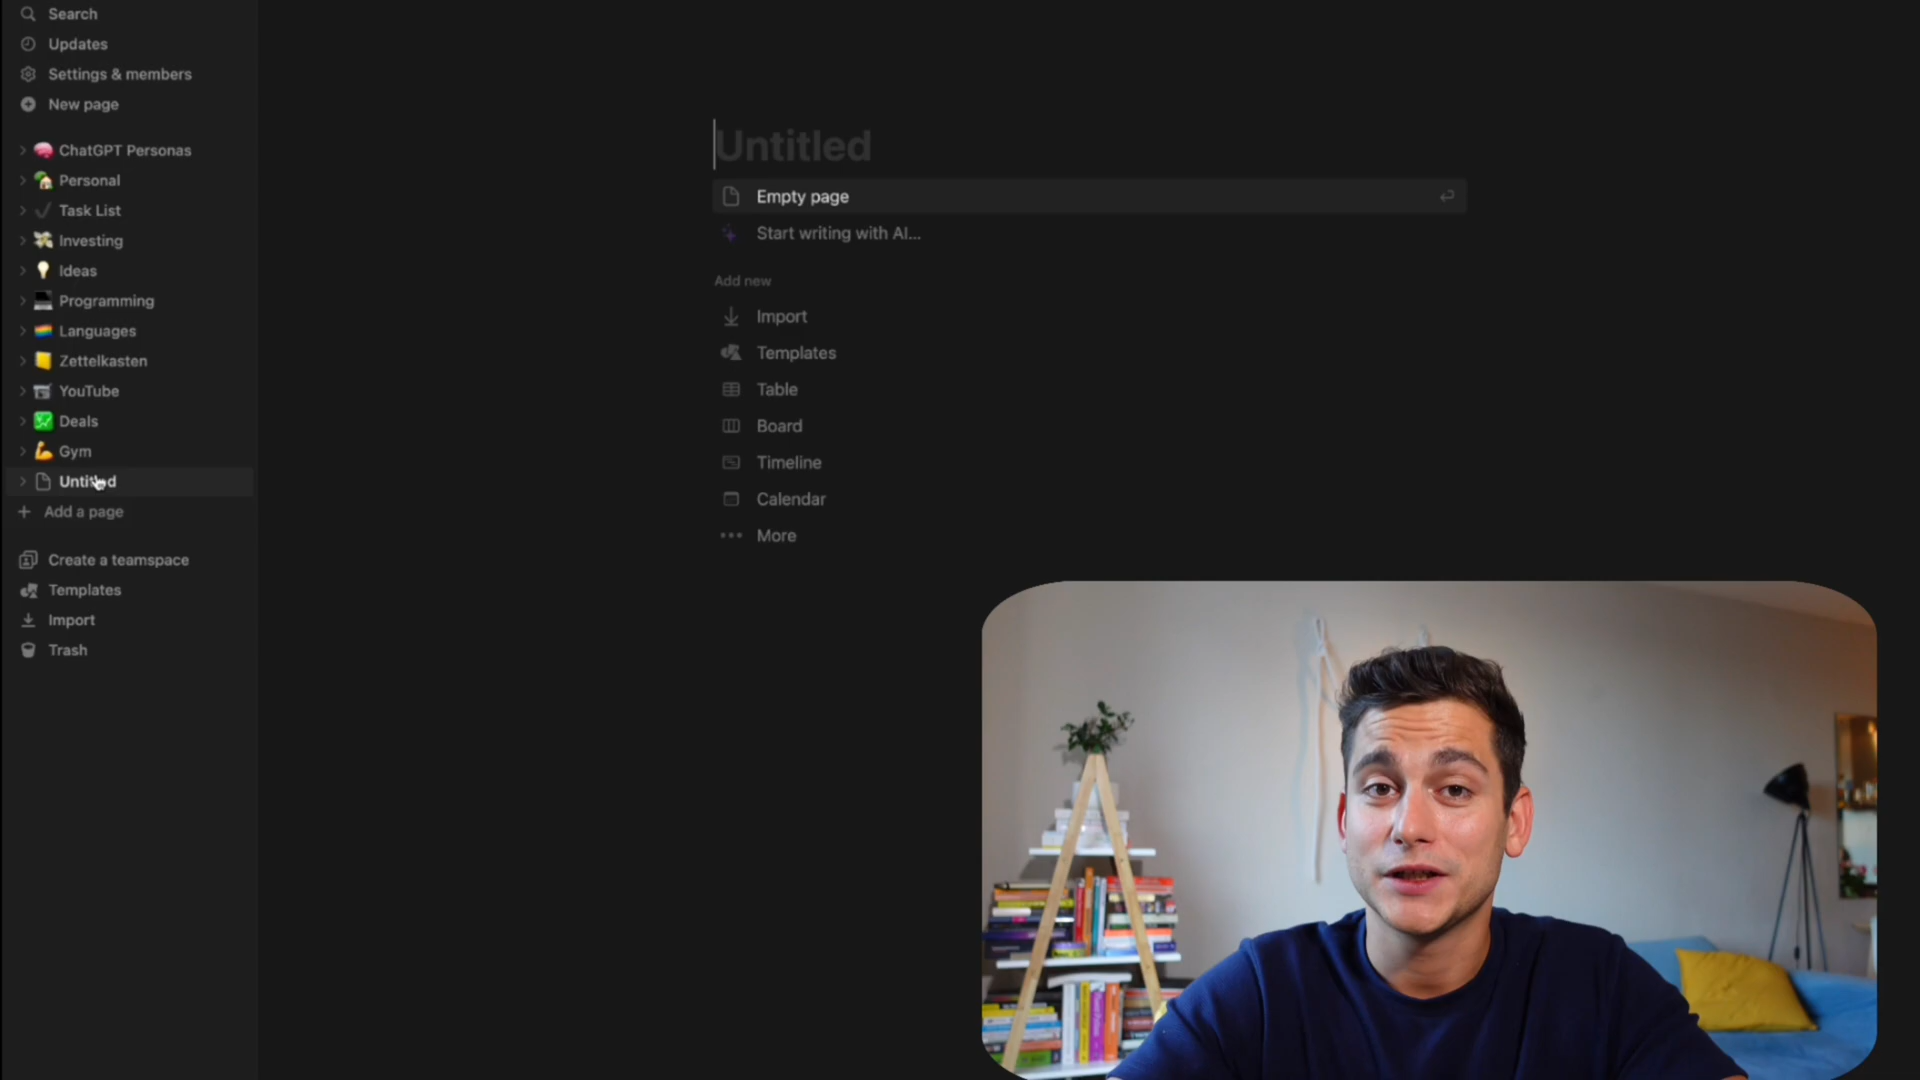 Search
Updates
Settings & members
New page
ChatGPT Personas
Personal
Task List
Investing
Ideas
Programming
Languages
Zettelkasten
YouTube
Deals
Gym
Untitled
Add a page
Create a teamspace
Templates
Import
Trash
Untitled
Empty page
Start writing with AI...
Add new
Import
Templates
Table
Board
Timeline
Calendar
More